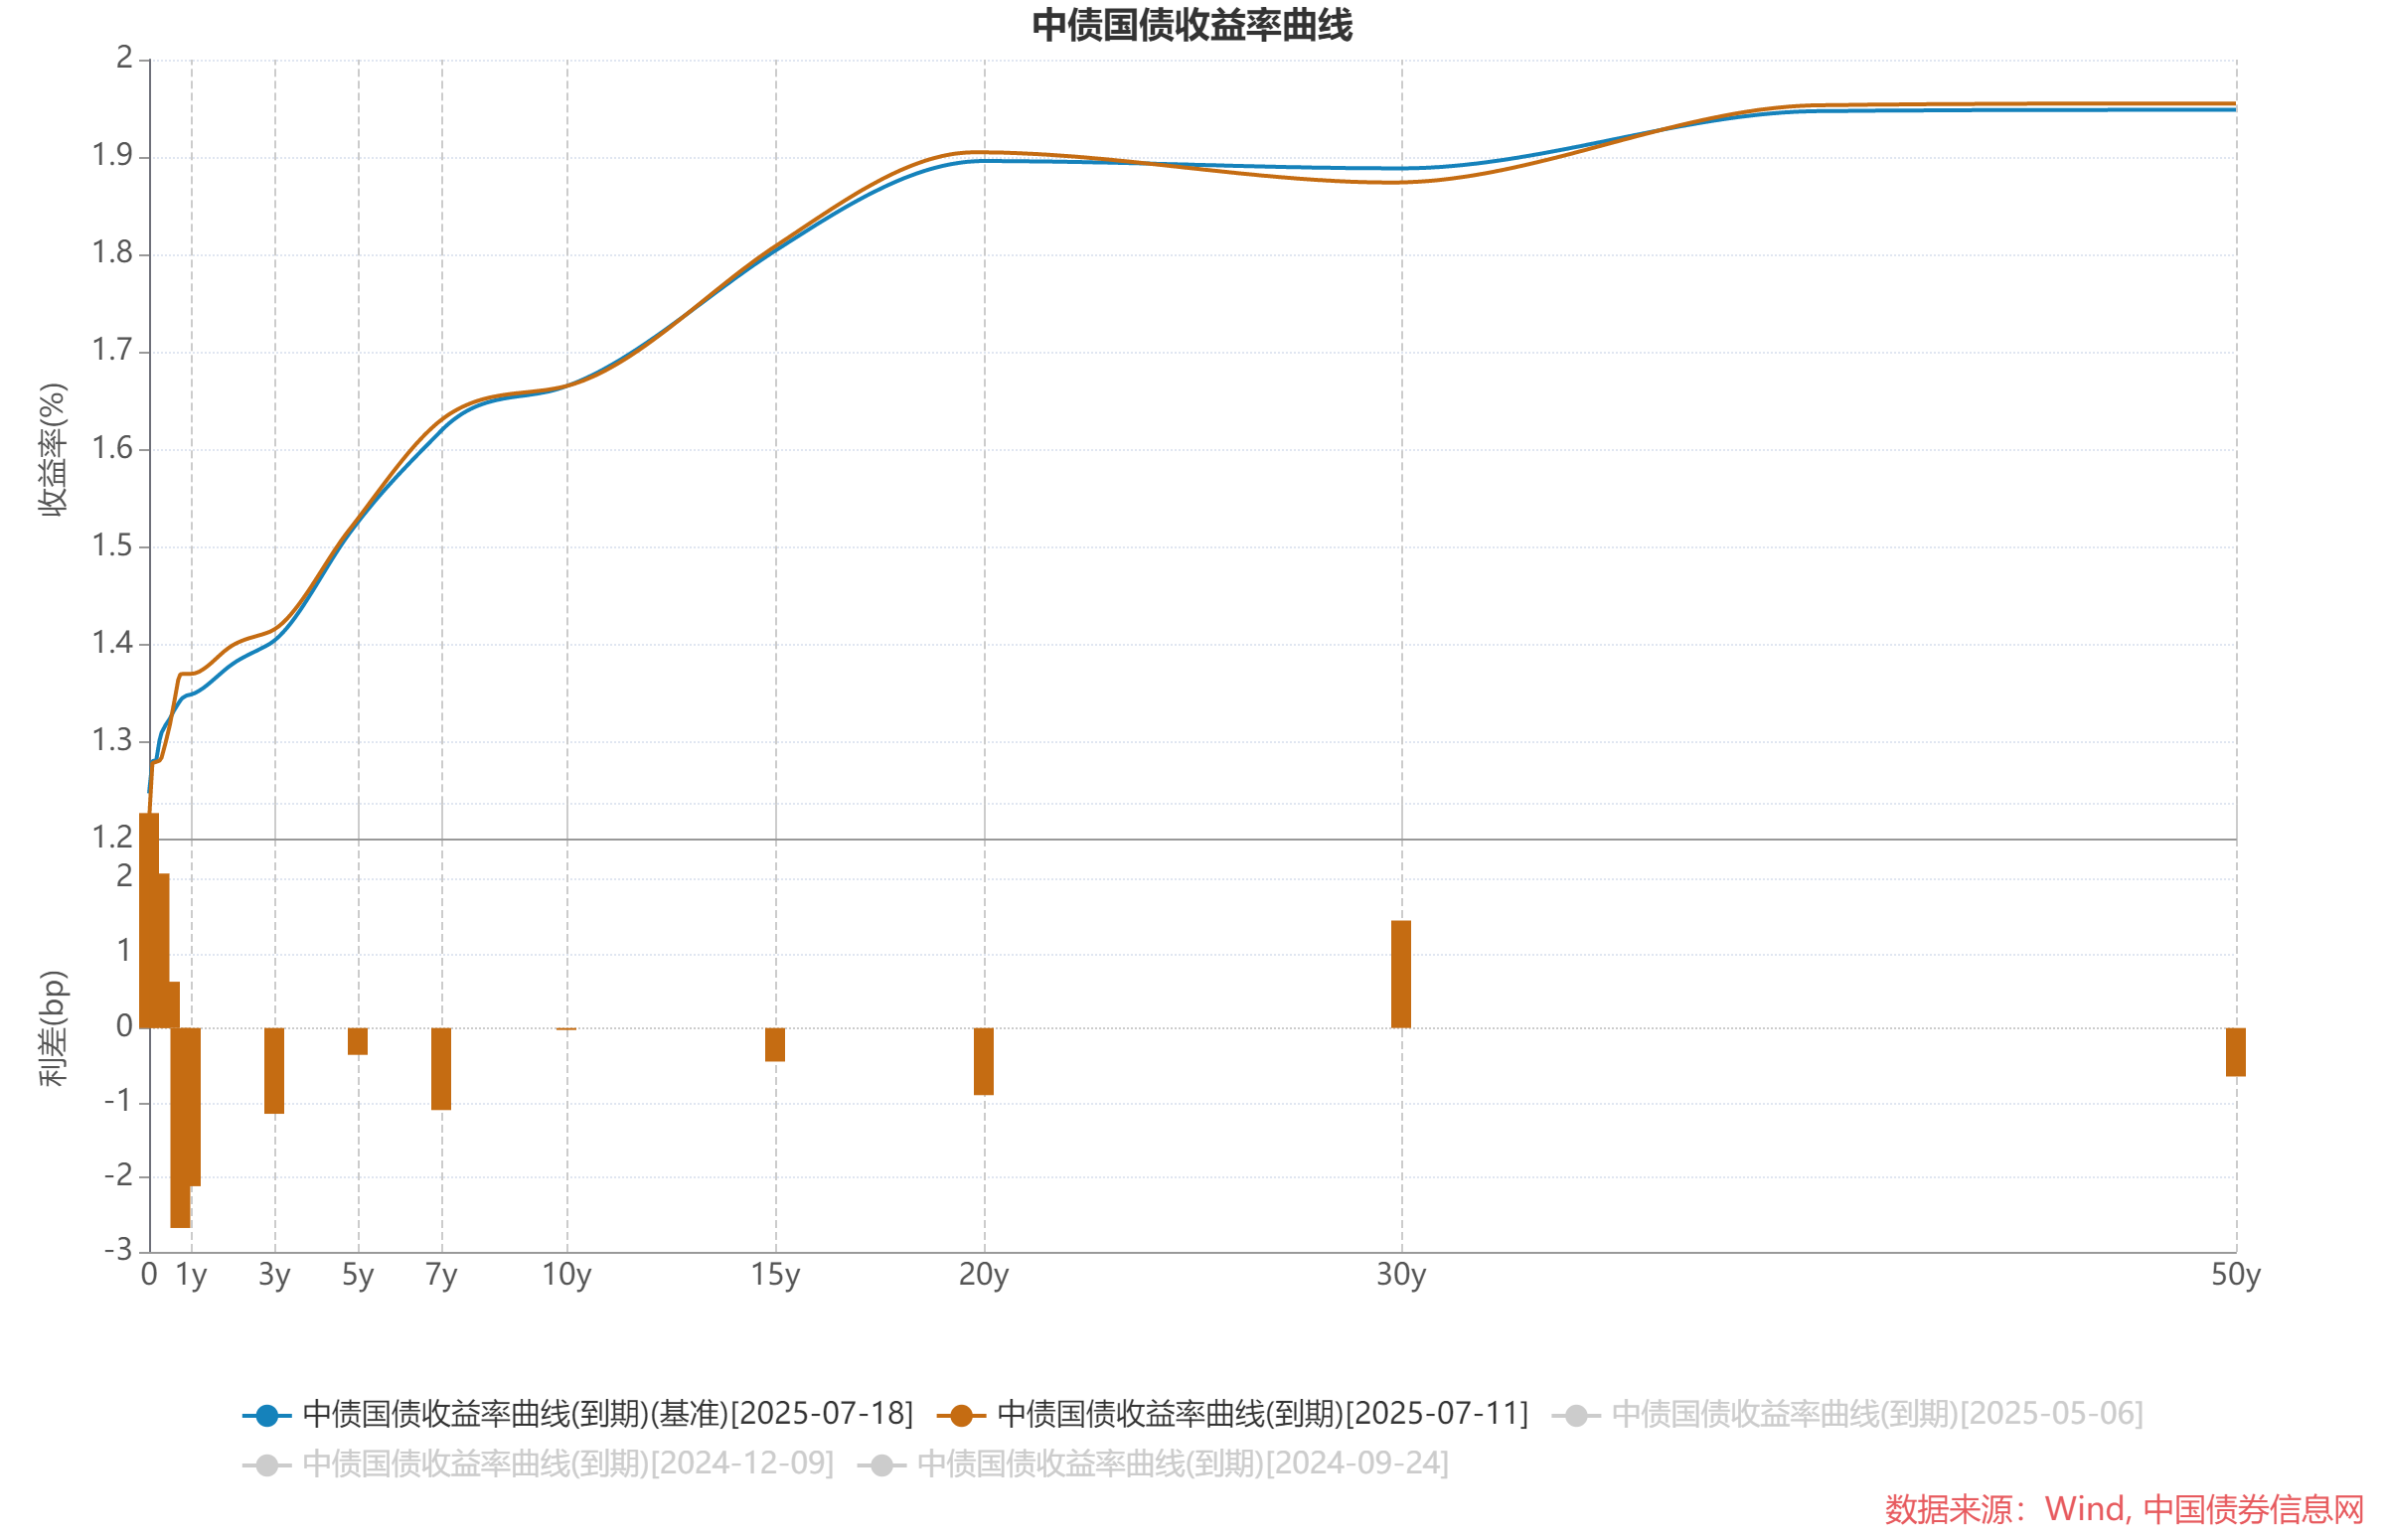 中债国债收益率曲线
收益率(%)
2
1.9
1.8
1.7
1.6
1.5
1.4
1.3
1.2
利差(bp)
2
1
0
-1
-2
-3
0 1y 3y 5y 7y 10y 15y 20y 30y 50y
中债国债收益率曲线(到期)(基准)[2025-07-18] 中债国债收益率曲线(到期)[2025-07-11] 中债国债收益率曲线(到期)[2025-05-06]
中债国债收益率曲线(到期)[2024-12-09] 中债国债收益率曲线(到期)[2024-09-24]
数据来源：Wind, 中国债券信息网